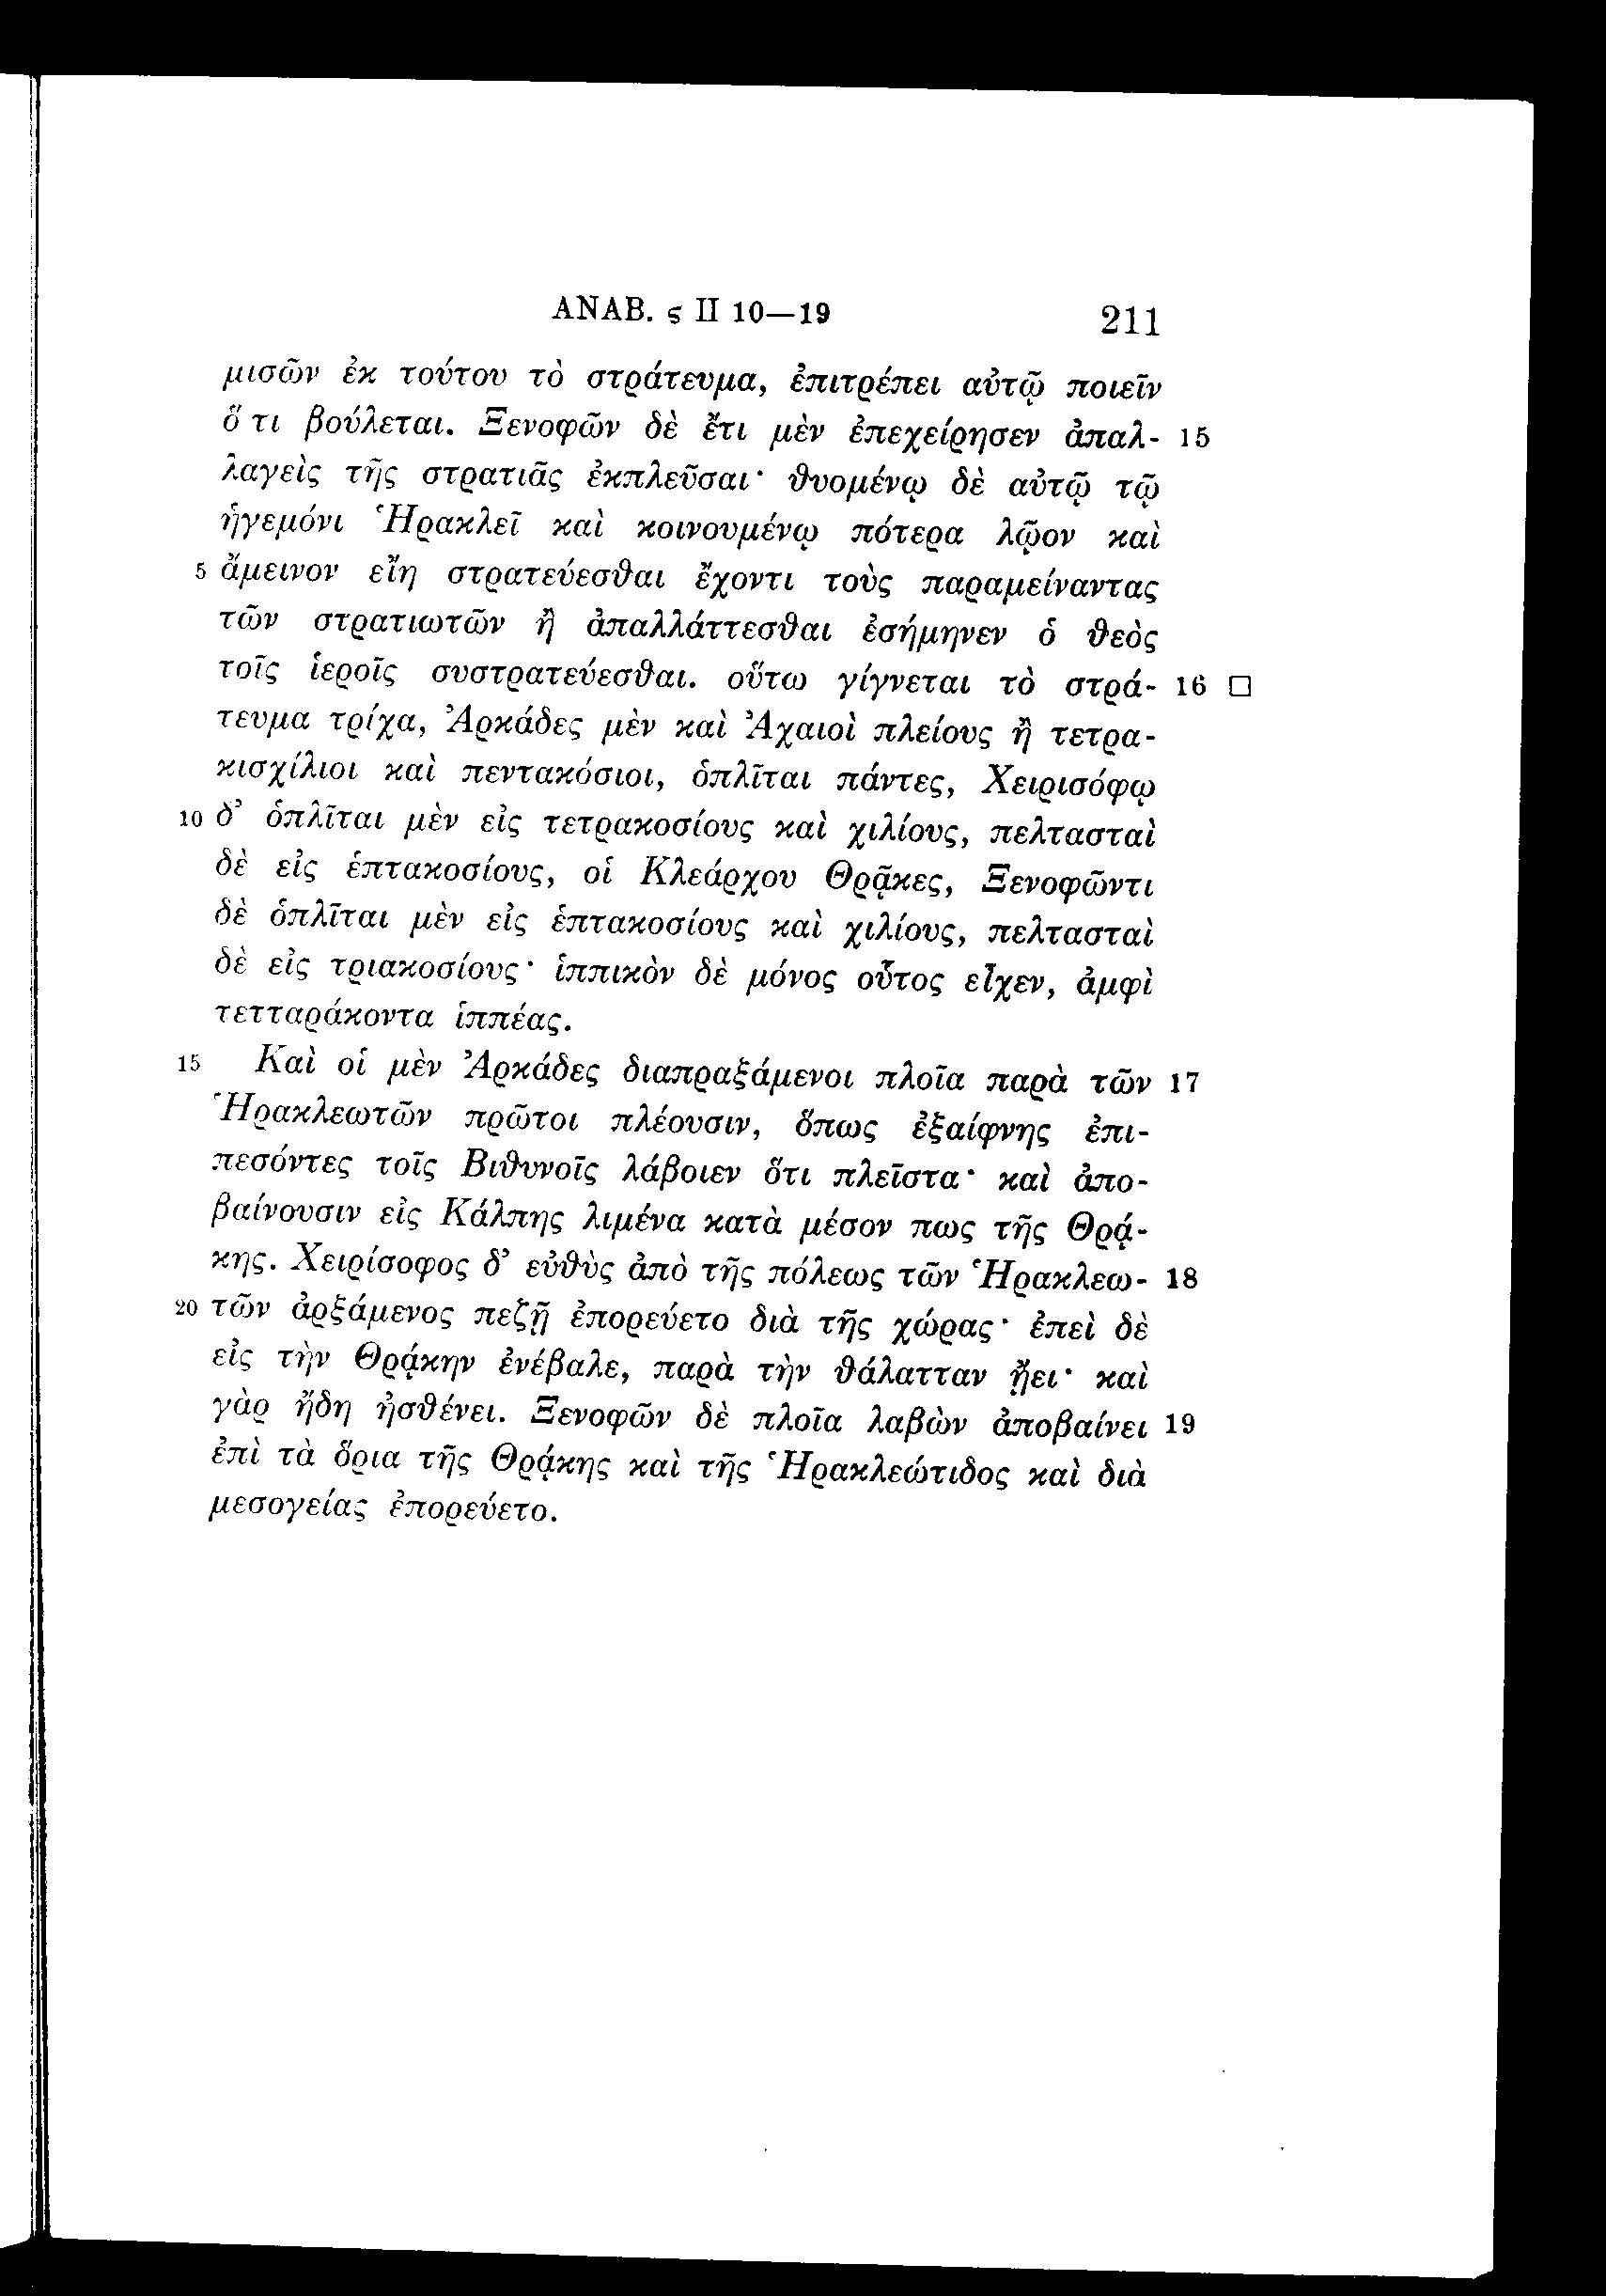 ΑΝΑΒ. ς II 10—19 211
μισῶν ἐκ τούτου τὸ στράτευμα, ἐπιτρέπει αὐτῷ ποιεῖν
ὅ τι βούλεται. Ξενοφῶν δὲ ἔτι μὲν ἐπεχείρησεν ἀπαλ- 15
λαγεὶς τῆς στρατιᾶς ἐκπλεῦσαι· θυομένῳ δὲ αὐτῷ τῷ
ἡγεμόνι Ἡρακλεῖ καὶ κοινουμένῳ πότερα λῷον καὶ
5 ἄμεινον εἴη στρατεύεσθαι ἔχοντι τοὺς παραμείναντας
τῶν στρατιωτῶν ἢ ἀπαλλάττεσθαι ἐσήμηνεν ὁ θεὸς
τοῖς ἱεροῖς συστρατεύεσθαι. οὕτω γίγνεται τὸ στρά- 16 □
τευμα τρίχα, Ἀρκάδες μὲν καὶ Ἀχαιοὶ πλείους ἢ τετρα-
κισχίλιοι καὶ πεντακόσιοι, ὁπλῖται πάντες, Χειρισόφῳ
10 δ’ ὁπλῖται μὲν εἰς τετρακοσίους καὶ χιλίους, πελτασταὶ
δὲ εἰς ἑπτακοσίους, οἱ Κλεάρχου Θρᾷκες, Ξενοφῶντι
δὲ ὁπλῖται μὲν εἰς ἑπτακοσίους καὶ χιλίους, πελτασταὶ
δὲ εἰς τριακοσίους· ἱππικὸν δὲ μόνος οὗτος εἶχεν, ἀμφὶ
τετταράκοντα ἱππέας.
15 Καὶ οἱ μὲν Ἀρκάδες διαπραξάμενοι πλοῖα παρὰ τῶν 17
Ἡρακλεωτῶν πρῶτοι πλέουσιν, ὅπως ἐξαίφνης ἐπι-
πεσόντες τοῖς Βιθυνοῖς λάβοιεν ὅτι πλεῖστα· καὶ ἀπο-
βαίνουσιν εἰς Κάλπης λιμένα κατὰ μέσον πως τῆς Θρᾴ-
κης. Χειρίσοφος δ’ εὐθὺς ἀπὸ τῆς πόλεως τῶν Ἡρακλεω- 18
20 τῶν ἀρξάμενος πεζῇ ἐπορεύετο διὰ τῆς χώρας· ἐπεὶ δὲ
εἰς τὴν Θρᾴκην ἐνέβαλε, παρὰ τὴν θάλατταν ᾔει· καὶ
γὰρ ἤδη ἠσθένει. Ξενοφῶν δὲ πλοῖα λαβὼν ἀποβαίνει 19
ἐπὶ τὰ ὅρια τῆς Θρᾴκης καὶ τῆς Ἡρακλεώτιδος καὶ διὰ
μεσογείας ἐπορεύετο.